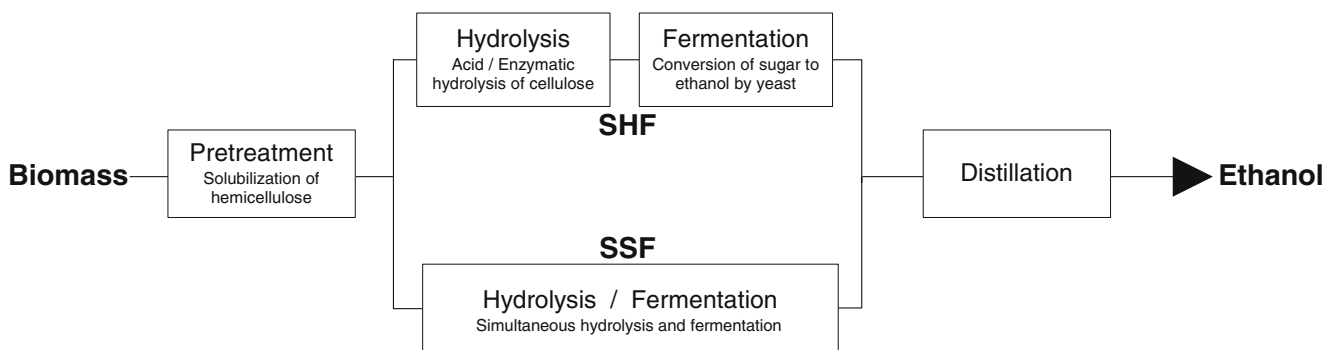 Biomass
Pretreatment
Solubilization of
hemicellulose
Hydrolysis
Acid / Enzymatic
hydrolysis of cellulose
Fermentation
Conversion of sugar to
ethanol by yeast
SHF
SSF
Hydrolysis / Fermentation
Simultaneous hydrolysis and fermentation
Distillation
Ethanol